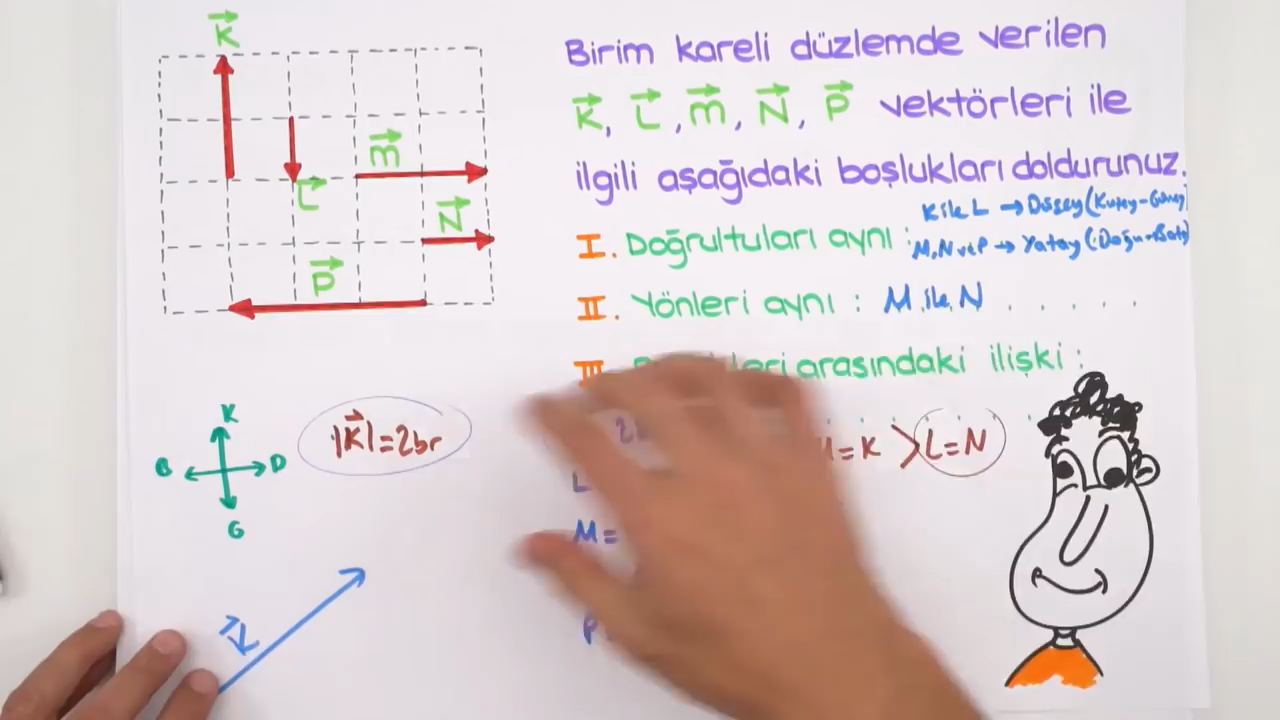 K
L
m
N
P
Birim kareli düzlemde verilen
K, L, m, N, P vektörleri ile
ilgili aşağıdaki boşlukları doldurunuz.
K ile L → Düşey (Kuzey-Güney)
I. Doğrultuları aynı :
M, N ve P → Yatay (Doğu-Batı)
II. Yönleri aynı : M ile N . . . . .
III. arasındaki ilişki :
= K > L = N
L
M =
P
|K| = 2br
K
B D
G
K